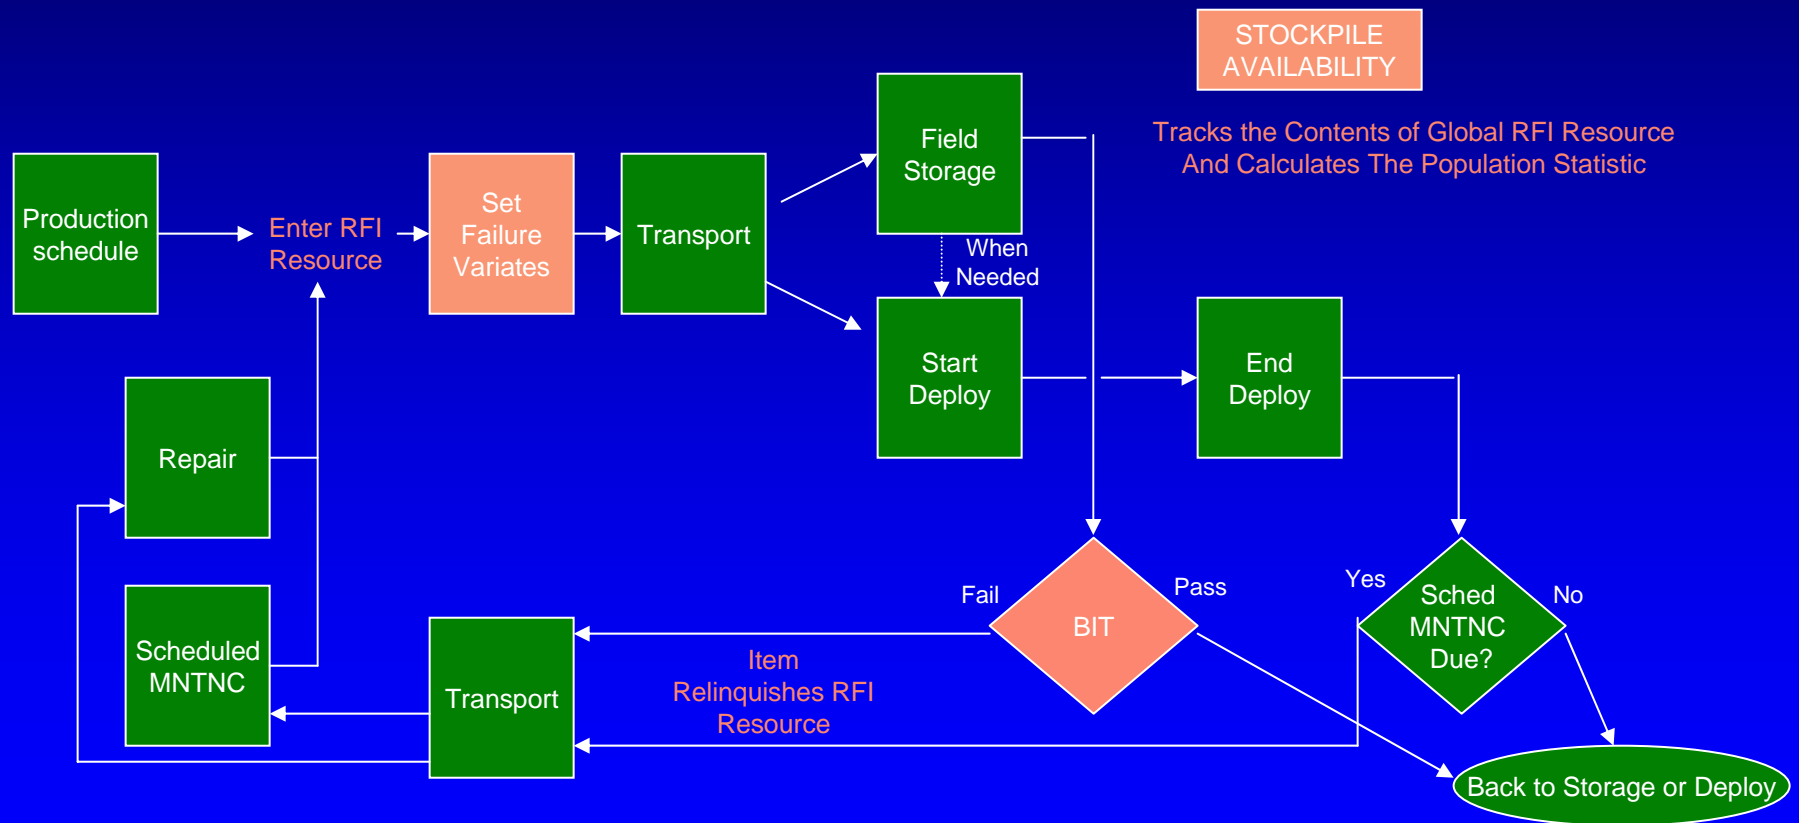 STOCKPILE
AVAILABILITY
Tracks the Contents of Global RFI Resource
And Calculates The Population Statistic
Production
schedule
Enter RFI
Resource
Set
Failure
Variates
Transport
Field
Storage
When
Needed
Start
Deploy
End
Deploy
Repair
Scheduled
MNTNC
Transport
Item
Relinquishes RFI
Resource
Fail
BIT
Pass
Yes
Sched
MNTNC
Due?
No
Back to Storage or Deploy